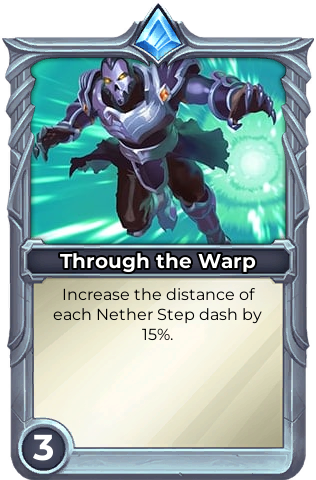 Through the Warp
Increase the distance of
each Nether Step dash by
15%.
3